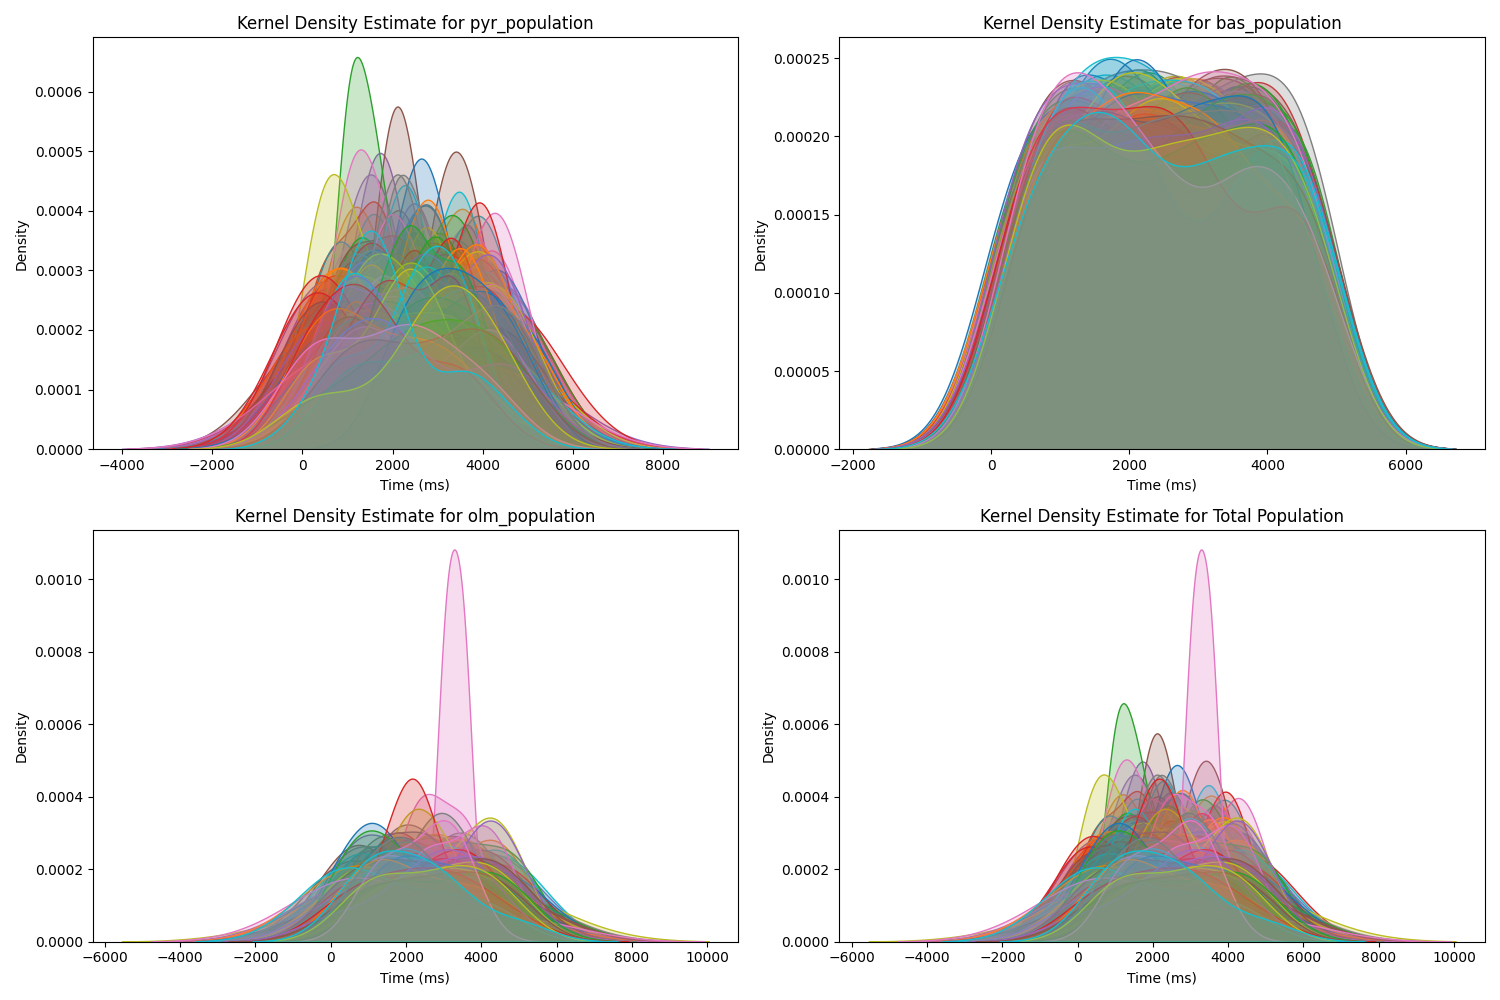 Kernel Density Estimate for pyr_population
Density
0.0006
0.0005
0.0004
0.0003
0.0002
0.0001
0.0000
−4000 −2000 0 2000 4000 6000 8000
Time (ms)
Kernel Density Estimate for bas_population
Density
0.00025
0.00020
0.00015
0.00010
0.00005
0.00000
−2000 0 2000 4000 6000
Time (ms)
Kernel Density Estimate for olm_population
Density
0.0010
0.0008
0.0006
0.0004
0.0002
0.0000
−6000 −4000 −2000 0 2000 4000 6000 8000 10000
Time (ms)
Kernel Density Estimate for Total Population
Density
0.0010
0.0008
0.0006
0.0004
0.0002
0.0000
−6000 −4000 −2000 0 2000 4000 6000 8000 10000
Time (ms)